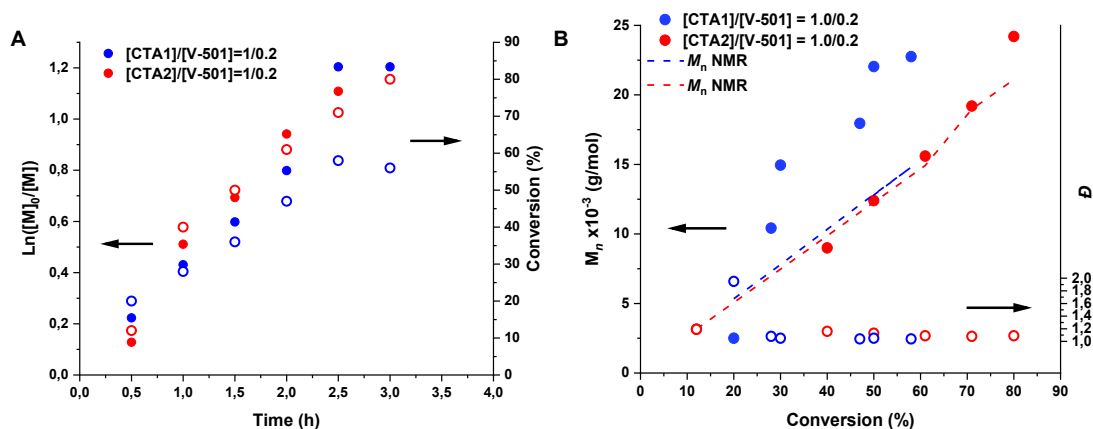 A
[CTA1]/[V-501]=1/0.2
[CTA2]/[V-501]=1/0.2
Ln([M]₀/[M])
1,2
1,0
0,8
0,6
0,4
0,2
0,0
0,0 0,5 1,0 1,5 2,0 2,5 3,0 3,5 4,0
Time (h)
90
80
70
60
50
40
30
20
10
0
Conversion (%)
B
[CTA1]/[V-501] = 1.0/0.2
[CTA2]/[V-501] = 1.0/0.2
Mₙ NMR
Mₙ NMR
Mₙ x10⁻³ (g/mol)
25
20
15
10
5
0
0 10 20 30 40 50 60 70 80 90
Conversion (%)
2,0
1,8
1,6
1,4
1,2
1,0
Đ